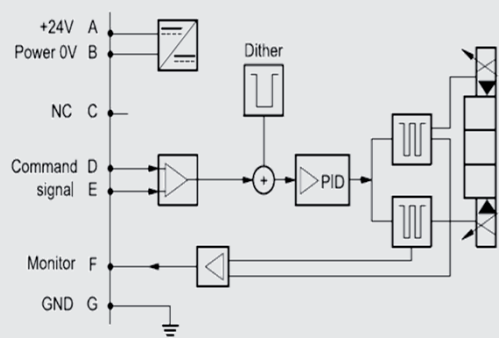 +24V A
Power 0V B
Dither
NC C
Command D
signal E
PID
Monitor F
GND G